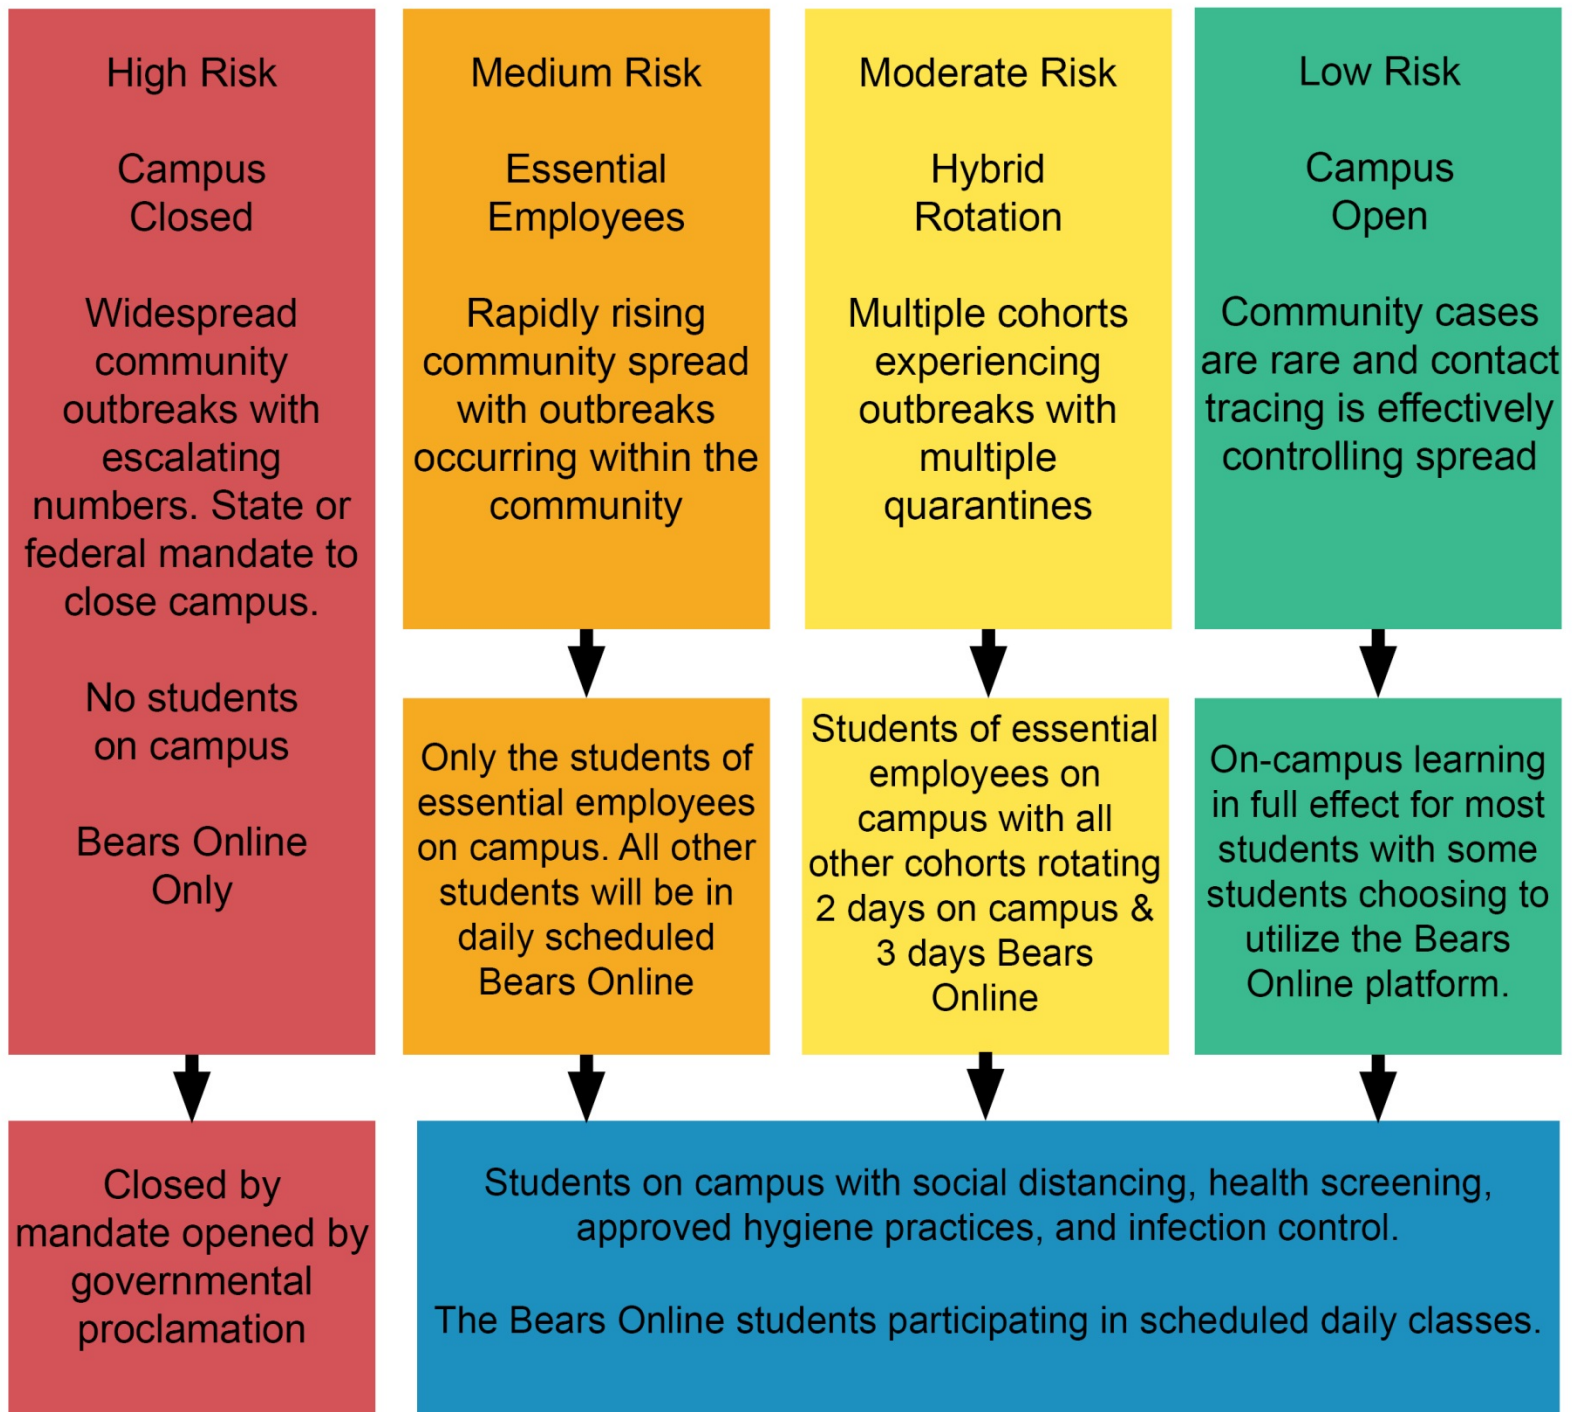 High Risk
Campus
Closed
Widespread
community
outbreaks with
escalating
numbers. State or
federal mandate to
close campus.
No students
on campus
Bears Online
Only
Closed by
mandate opened by
governmental
proclamation
Medium Risk
Essential
Employees
Rapidly rising
community spread
with outbreaks
occurring within the
community
Only the students of
essential employees
on campus. All other
students will be in
daily scheduled
Bears Online
Moderate Risk
Hybrid
Rotation
Multiple cohorts
experiencing
outbreaks with
multiple
quarantines
Students of essential
employees on
campus with all
other cohorts rotating
2 days on campus &
3 days Bears
Online
Low Risk
Campus
Open
Community cases
are rare and contact
tracing is effectively
controlling spread
On-campus learning
in full effect for most
students with some
students choosing to
utilize the Bears
Online platform.
Students on campus with social distancing, health screening,
approved hygiene practices, and infection control.
The Bears Online students participating in scheduled daily classes.